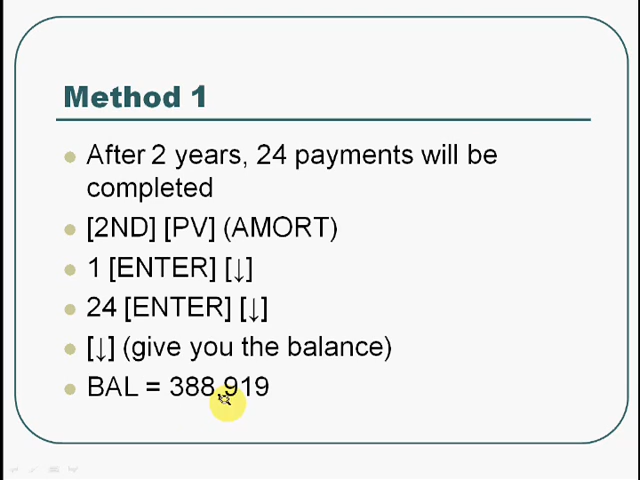 Method 1
After 2 years, 24 payments will be
completed
[2ND] [PV] (AMORT)
1 [ENTER] [↓]
24 [ENTER] [↓]
[↓] (give you the balance)
BAL = 388,919